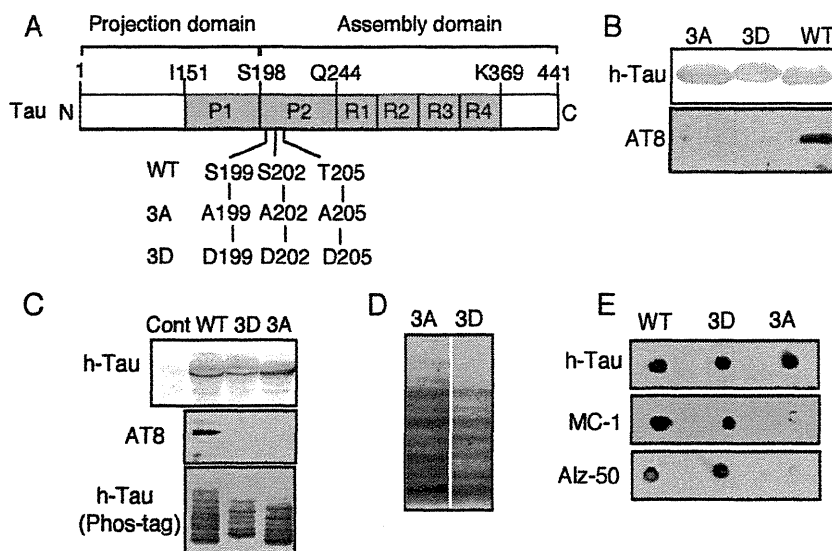 A
Projection domain Assembly domain
1 I151 S198 Q244 K369 441
Tau N P1 P2 R1 R2 R3 R4 C
WT S199 S202 T205
3A A199 A202 A205
3D D199 D202 D205
B
3A 3D WT
h-Tau
AT8
C
Cont WT 3D 3A
h-Tau
AT8
h-Tau
(Phos-tag)
D
3A 3D
E
WT 3D 3A
h-Tau
MC-1
Alz-50